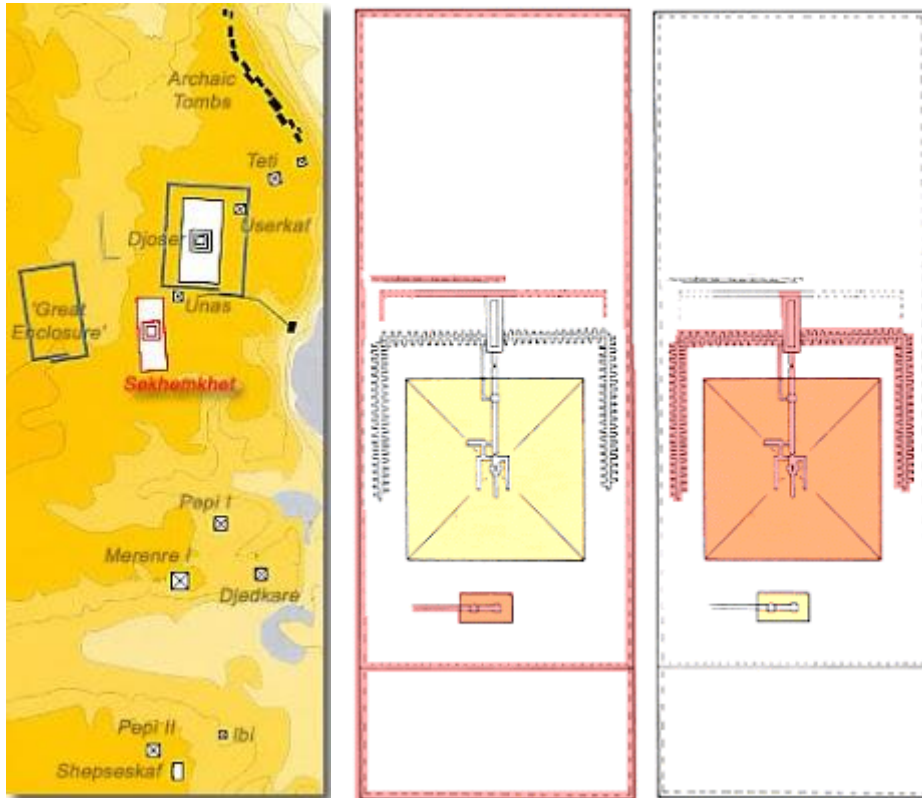 Archaic
Tombs
Teti
Userkaf
Djoser
Unas
'Great
Enclosure'
Sekhemkhet
Pepi I
Merenre I
Djedkare
Pepi II
Ibi
Shepseskaf